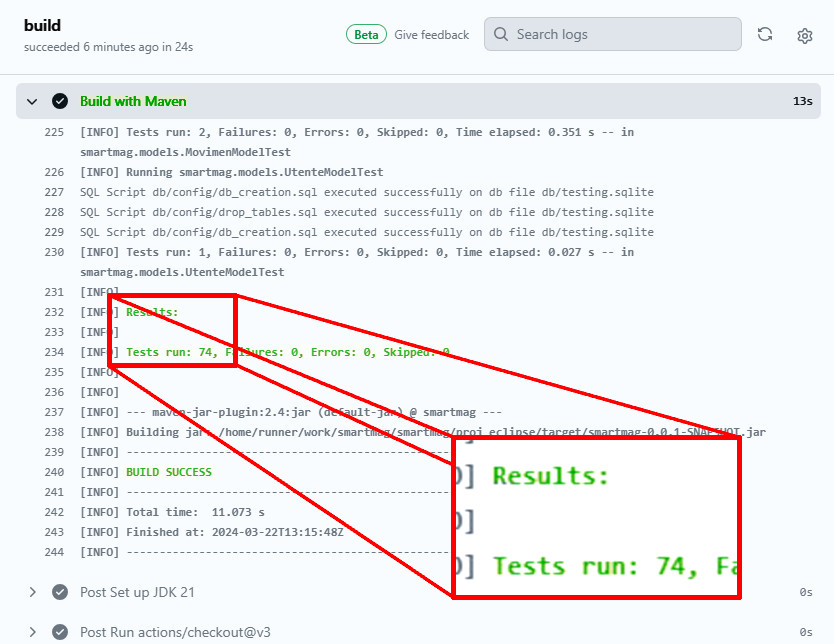 build
succeeded 6 minutes ago in 24s
Beta Give feedback
Search logs
Build with Maven 13s
225 [INFO] Tests run: 2, Failures: 0, Errors: 0, Skipped: 0, Time elapsed: 0.351 s -- in
smartmag.models.MovimenModelTest
226 [INFO] Running smartmag.models.UtenteModelTest
227 SQL Script db/config/db_creation.sql executed successfully on db file db/testing.sqlite
228 SQL Script db/config/drop_tables.sql executed successfully on db file db/testing.sqlite
229 SQL Script db/config/db_creation.sql executed successfully on db file db/testing.sqlite
230 [INFO] Tests run: 1, Failures: 0, Errors: 0, Skipped: 0, Time elapsed: 0.027 s -- in
smartmag.models.UtenteModelTest
231 [INFO]
232 [INFO] Results:
233 [INFO]
234 [INFO] Tests run: 74, Failures: 0, Errors: 0, Skipped: 0
235 [INFO]
236 [INFO]
237 [INFO] --- maven-jar-plugin:2.4:jar (default-jar) @ smartmag ---
238 [INFO] Building jar: /home/runner/work/smartmag/smartmag/proj_eclipse/target/smartmag-0.0.1-SNAPSHOT.jar
239 [INFO] ------------------------------------------------
240 [INFO] BUILD SUCCESS
241 [INFO] ------------------------------------------------
242 [INFO] Total time:  11.073 s
243 [INFO] Finished at: 2024-03-22T13:15:48Z
244 [INFO] ------------------------------------------------
O] Results:
O]
O] Tests run: 74, Fa
Post Set up JDK 21 0s
Post Run actions/checkout@v3 0s